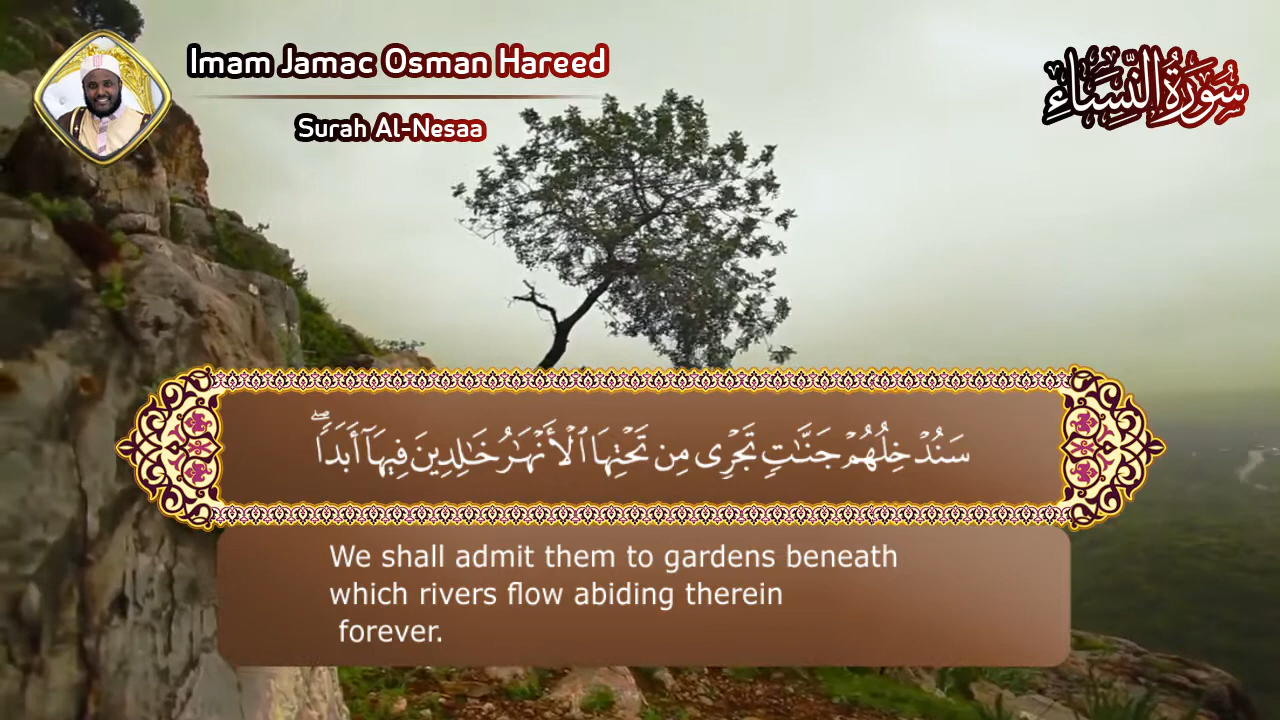 Imam Jamac Osman Hareed
سُورَةُ النِّسَاءِ
Surah Al-Nesaa
سَنُدْخِلُهُمْ جَنَّٰتٍ تَجْرِى مِن تَحْتِهَا ٱلْأَنْهَٰرُ خَٰلِدِينَ فِيهَآ أَبَدًاۖ
We shall admit them to gardens beneath
which rivers flow abiding therein
forever.